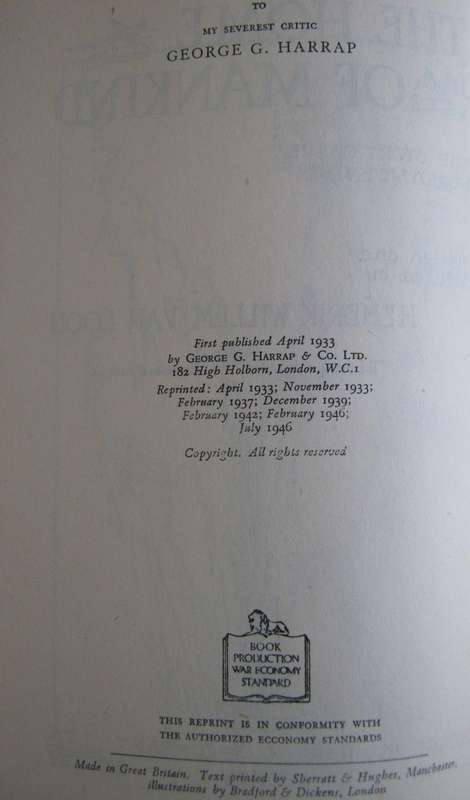 TO
MY SEVEREST CRITIC
GEORGE G. HARRAP
First published April 1933
by GEORGE G. HARRAP & CO. LTD.
182 High Holborn, London, W.C.1
Reprinted: April 1933; November 1933;
February 1937; December 1939;
February 1942; February 1946;
July 1946
Copyright. All rights reserved
BOOK
PRODUCTION
WAR ECONOMY
STANDARD
THIS REPRINT IS IN CONFORMITY WITH
THE AUTHORIZED ECONOMY STANDARDS
Made in Great Britain. Text printed by Sherratt & Hughes, Manchester,
illustrations by Bradford & Dickens, London